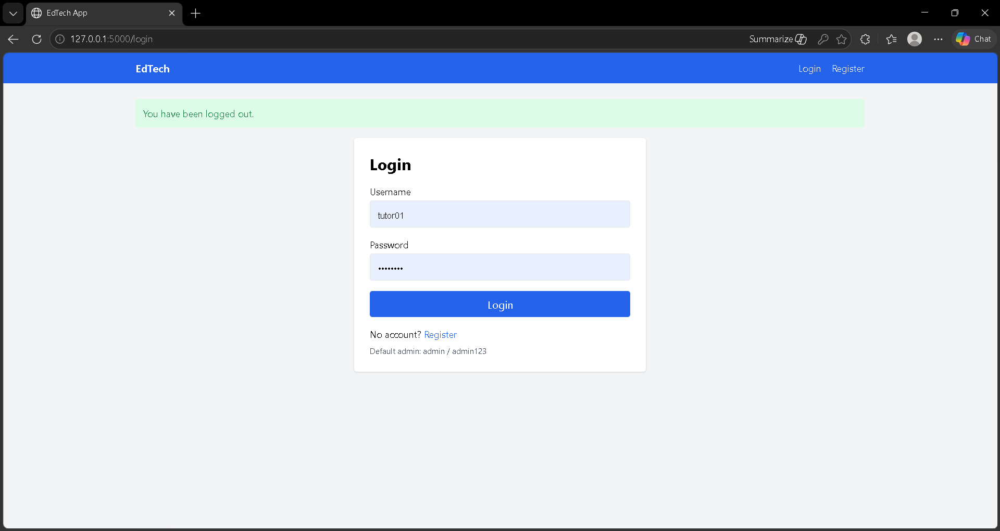 EdTech App
127.0.0.1:5000/login
Summarize
Chat
EdTech
Login Register
You have been logged out.
Login
Username
tutor01
Password
••••••••
Login
No account? Register
Default admin: admin / admin123